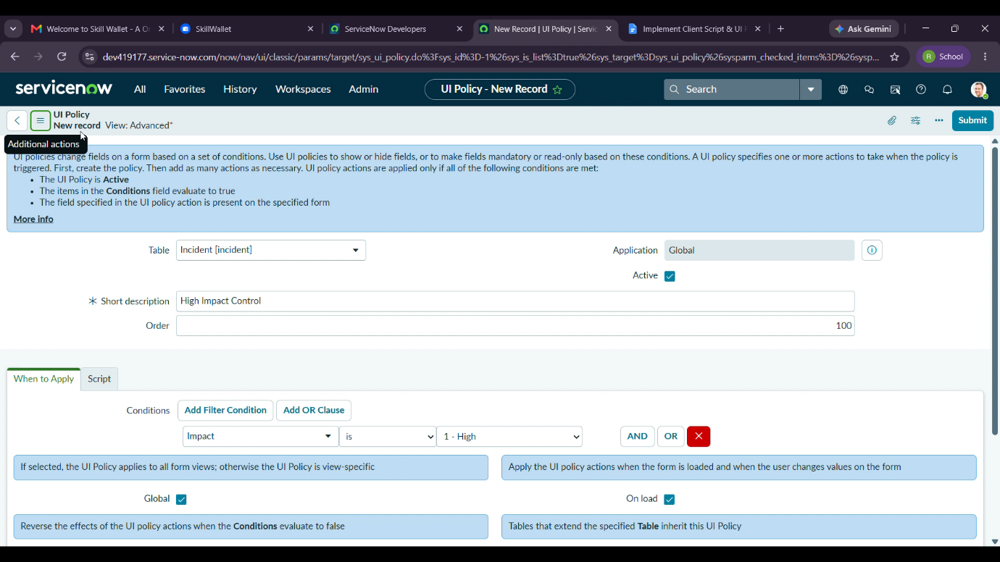 Welcome to Skill Wallet - A O
SkillWallet
ServiceNow Developers
New Record | UI Policy | Servic
Implement Client Script & UI P
Ask Gemini
dev419177.service-now.com/now/nav/ui/classic/params/target/sys_ui_policy.do%3Fsys_id%3D-1%26sys_is_list%3Dtrue%26sys_target%3Dsys_ui_policy%26sysparm_checked_items%3D%26sysp...
R School
servicenow
All
Favorites
History
Workspaces
Admin
UI Policy - New Record
Search
UI Policy
New record View: Advanced*
Submit
Additional actions
UI policies change fields on a form based on a set of conditions. Use UI policies to show or hide fields, or to make fields mandatory or read-only based on these conditions. A UI policy specifies one or more actions to take when the policy is
triggered. First, create the policy. Then add as many actions as necessary. UI policy actions are applied only if all of the following conditions are met:
• The UI Policy is Active
• The items in the Conditions field evaluate to true
• The field specified in the UI policy action is present on the specified form
More info
Table Incident [incident]
Application Global
Active
Short description High Impact Control
Order 100
When to Apply
Script
Conditions Add Filter Condition Add OR Clause
Impact is 1 - High AND OR
If selected, the UI Policy applies to all form views; otherwise the UI Policy is view-specific
Apply the UI policy actions when the form is loaded and when the user changes values on the form
Global
On load
Reverse the effects of the UI policy actions when the Conditions evaluate to false
Tables that extend the specified Table inherit this UI Policy